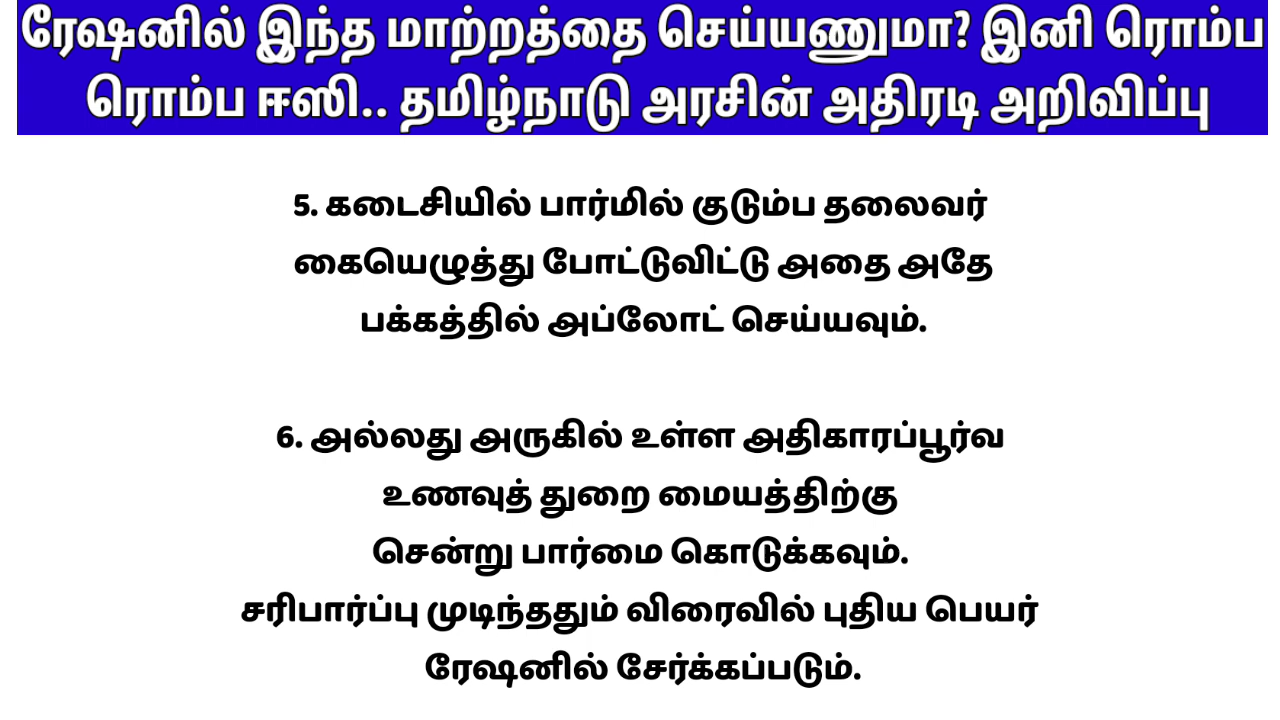 ரேஷனில் இந்த மாற்றத்தை செய்யணுமா? இனி ரொம்ப
ரொம்ப ஈஸி.. தமிழ்நாடு அரசின் அதிரடி அறிவிப்பு
5. கடைசியில் பார்மில் குடும்ப தலைவர்
கையெழுத்து போட்டுவிட்டு அதை அதே
பக்கத்தில் அப்லோட் செய்யவும்.
6. அல்லது அருகில் உள்ள அதிகாரப்பூர்வ
உணவுத் துறை மையத்திற்கு
சென்று பார்மை கொடுக்கவும்.
சரிபார்ப்பு முடிந்ததும் விரைவில் புதிய பெயர்
ரேஷனில் சேர்க்கப்படும்.